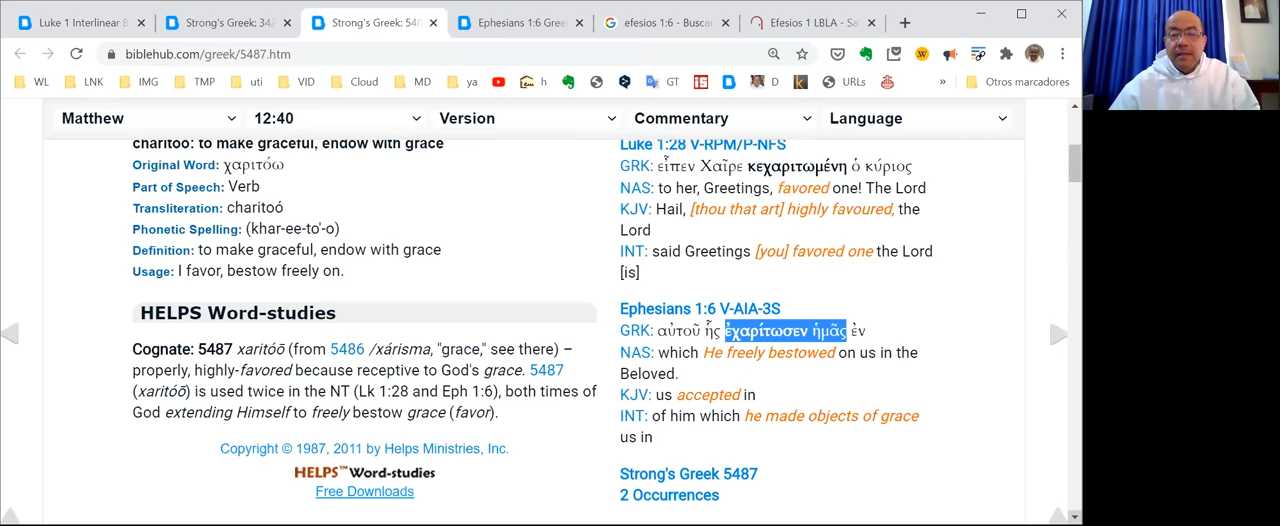 Luke 1 Interlinear B
Strong's Greek: 342
Strong's Greek: 548
Ephesians 1:6 Gree
efesios 1:6 - Busca
Efesios 1 LBLA - Sa
biblehub.com/greek/5487.htm
WL LNK IMG TMP uti VID Cloud MD ya h GT D URLs » Otros marcadores
Matthew 12:40 Version Commentary Language
charitoó: to make graceful, endow with grace
Original Word: χαριτόω
Part of Speech: Verb
Transliteration: charitoó
Phonetic Spelling: (khar-ee-to'-o)
Definition: to make graceful, endow with grace
Usage: I favor, bestow freely on.
HELPS Word-studies
Cognate: 5487 xaritóō (from 5486 /xárisma, "grace," see there) –
properly, highly-favored because receptive to God's grace. 5487
(xaritóō) is used twice in the NT (Lk 1:28 and Eph 1:6), both times of
God extending Himself to freely bestow grace (favor).
Copyright © 1987, 2011 by Helps Ministries, Inc.
HELPS™Word-studies
Free Downloads
Luke 1:28 V-RPM/P-NFS
GRK: εἶπεν Χαῖρε κεχαριτωμένη ὁ κύριος
NAS: to her, Greetings, favored one! The Lord
KJV: Hail, [thou that art] highly favoured, the
Lord
INT: said Greetings [you] favored one the Lord
[is]
Ephesians 1:6 V-AIA-3S
GRK: αὐτοῦ ἧς ἐχαρίτωσεν ἡμᾶς ἐν
NAS: which He freely bestowed on us in the
Beloved.
KJV: us accepted in
INT: of him which he made objects of grace
us in
Strong's Greek 5487
2 Occurrences